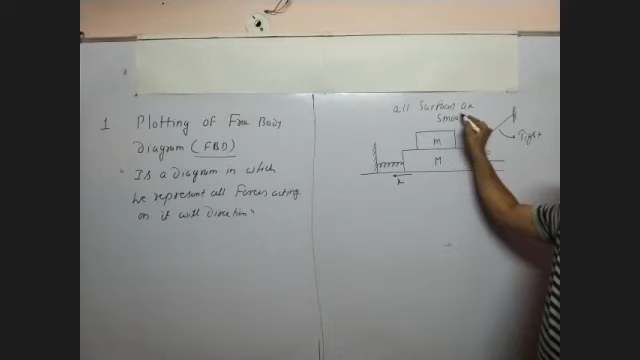 1 Plotting of Free Body
Diagram (FBD)
"Is a Diagram in which
we represent all Forces acting
on it with Direction"
all Surfaces are
smoo
Tight
m
M
x